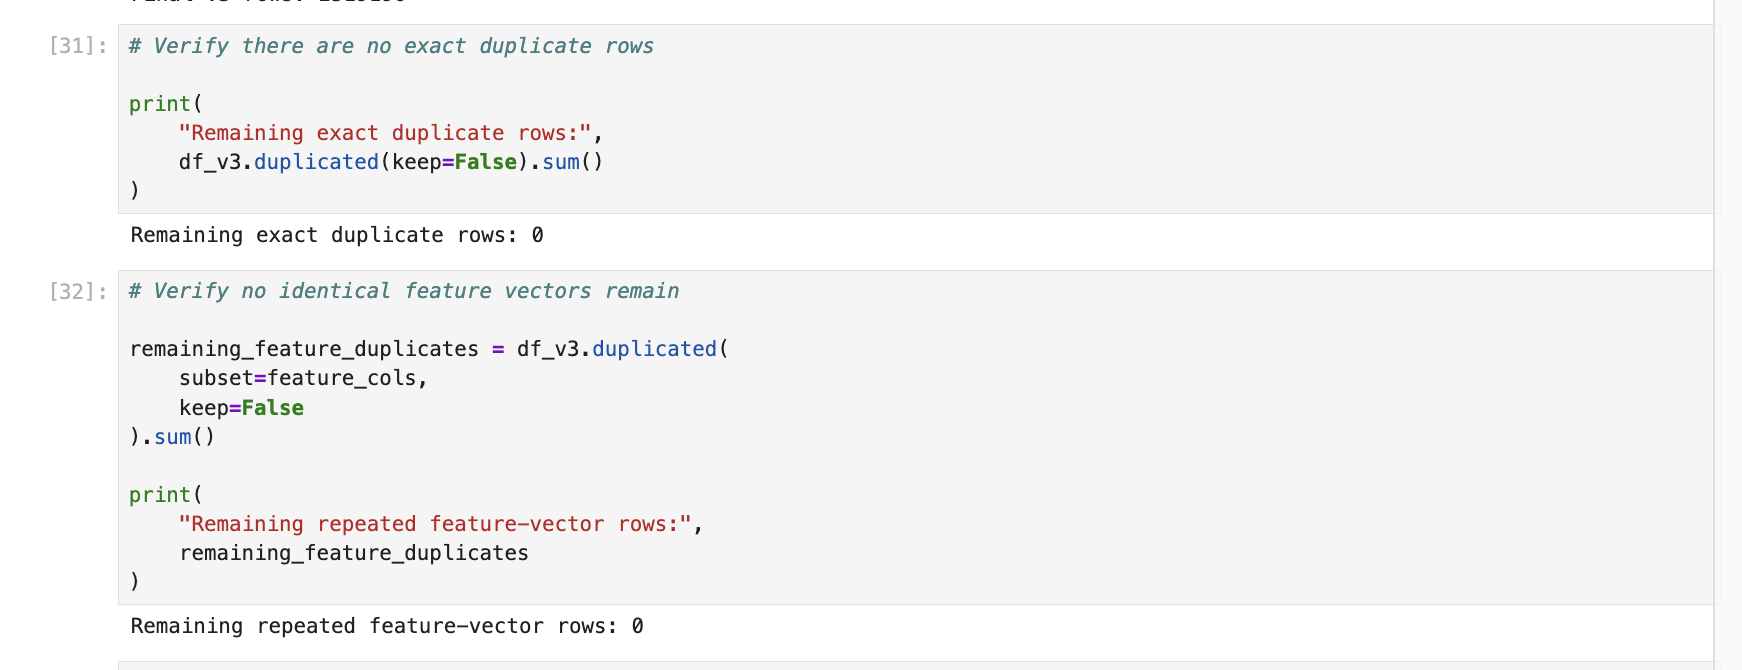 [31]: # Verify there are no exact duplicate rows
print(
    "Remaining exact duplicate rows:",
    df_v3.duplicated(keep=False).sum()
)
Remaining exact duplicate rows: 0
[32]: # Verify no identical feature vectors remain
remaining_feature_duplicates = df_v3.duplicated(
    subset=feature_cols,
    keep=False
).sum()
print(
    "Remaining repeated feature-vector rows:",
    remaining_feature_duplicates
)
Remaining repeated feature-vector rows: 0